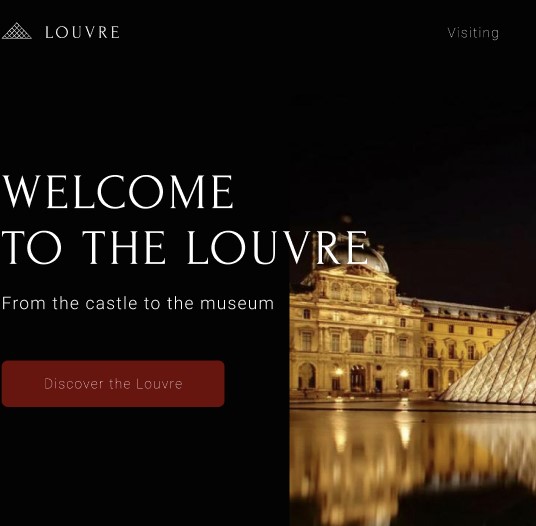 LOUVRE
Visiting
WELCOME
TO THE LOUVRE
From the castle to the museum
Discover the Louvre